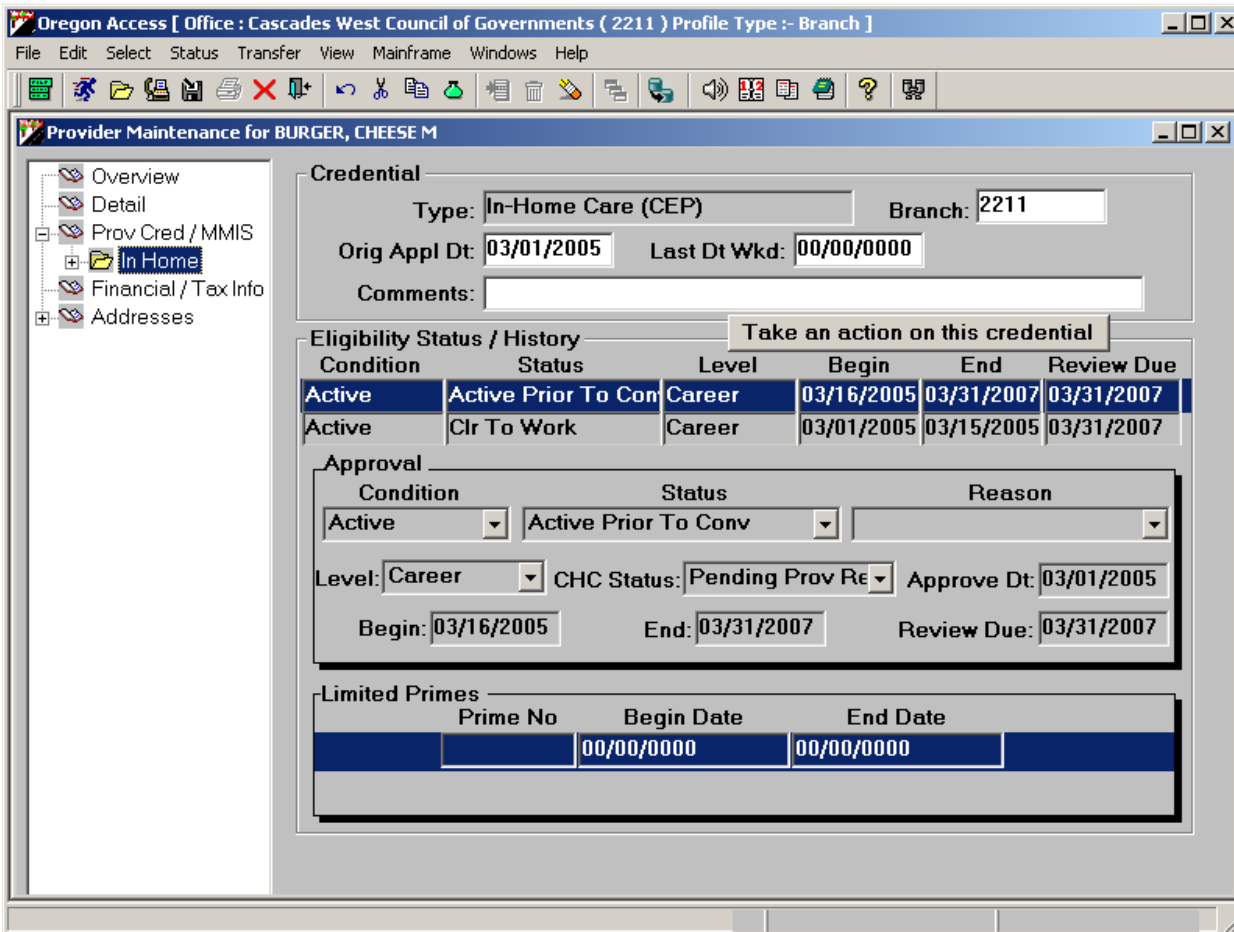 Oregon Access [ Office : Cascades West Council of Governments ( 2211 ) Profile Type :- Branch ]
File Edit Select Status Transfer View Mainframe Windows Help
Provider Maintenance for BURGER, CHEESE M
Overview
Detail
Prov Cred / MMIS
In Home
Financial / Tax Info
Addresses
Credential
Type: In-Home Care (CEP) Branch: 2211
Orig Appl Dt: 03/01/2005 Last Dt Wkd: 00/00/0000
Comments:
Take an action on this credential
Eligibility Status / History
Condition Status Level Begin End Review Due
Active Active Prior To Con Career 03/16/2005 03/31/2007 03/31/2007
Active Clr To Work Career 03/01/2005 03/15/2005 03/31/2007
Approval
Condition Status Reason
Active Active Prior To Conv
Level: Career CHC Status: Pending Prov Re Approve Dt: 03/01/2005
Begin: 03/16/2005 End: 03/31/2007 Review Due: 03/31/2007
Limited Primes
Prime No Begin Date End Date
00/00/0000 00/00/0000